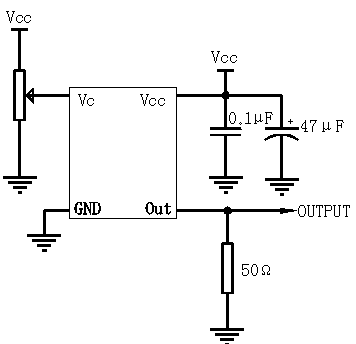 Vcc
Vcc
Vc
Vcc
0.1μF
+
47μF
GND
Out
OUTPUT
50Ω